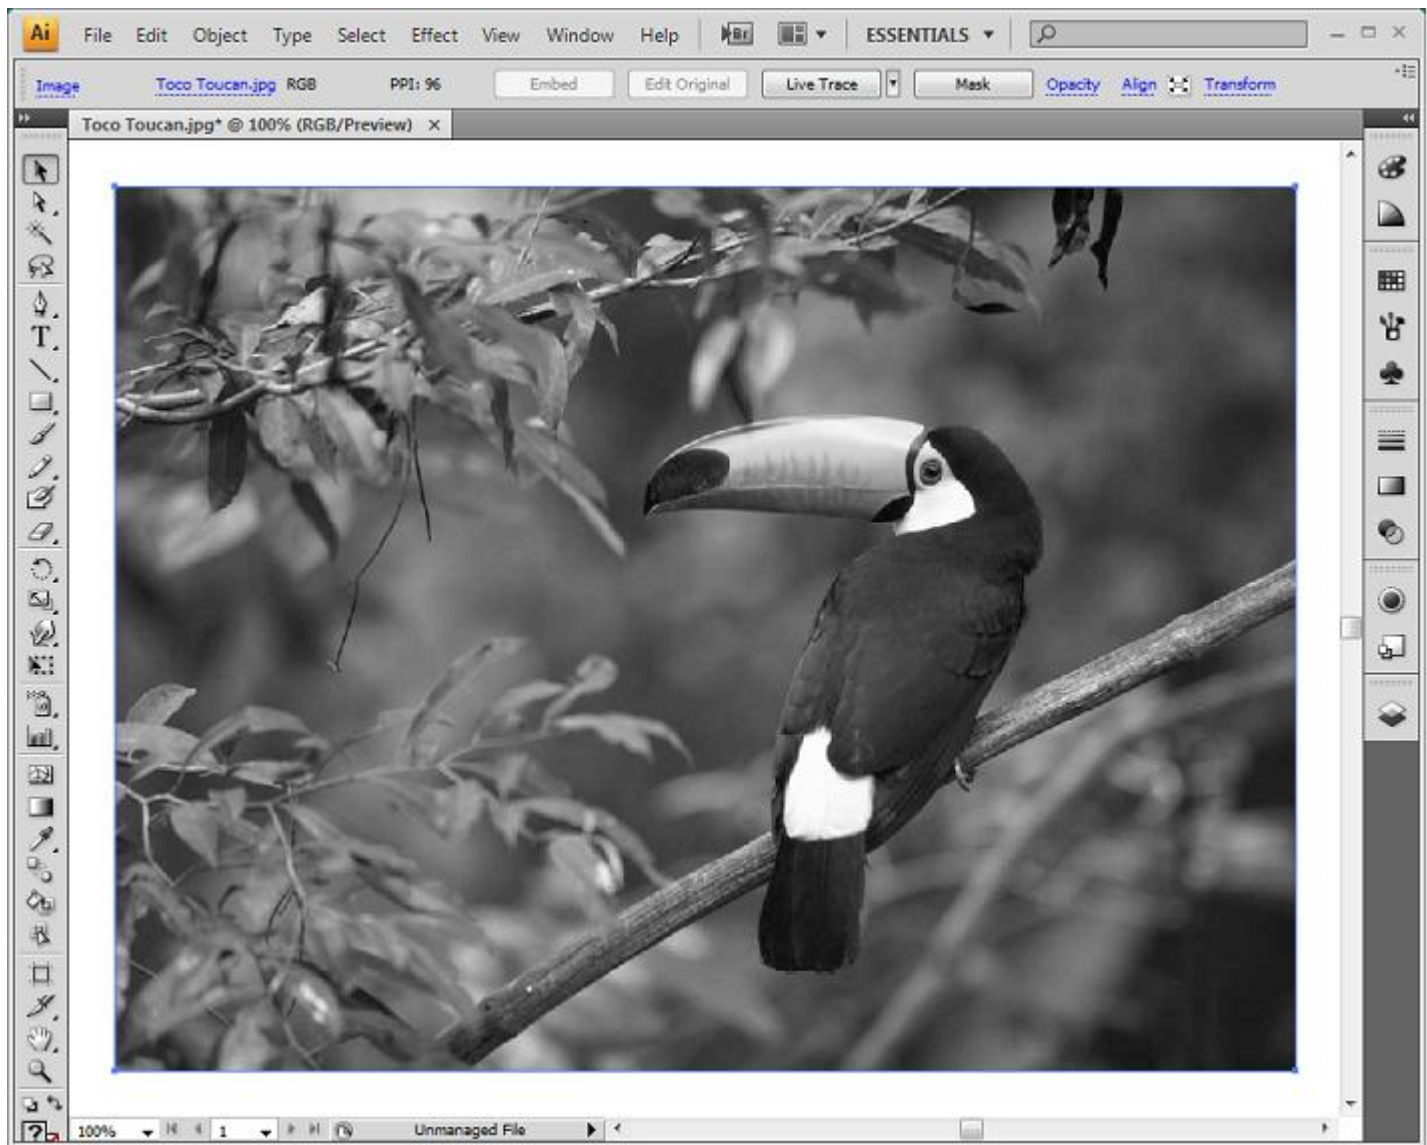 Ai File Edit Object Type Select Effect View Window Help Br ESSENTIALS
Image Toco Toucan.jpg RGB PPI: 96 Embed Edit Original Live Trace Mask Opacity Align Transform
Toco Toucan.jpg* @ 100% (RGB/Preview)
T
100% 1 Unmanaged File